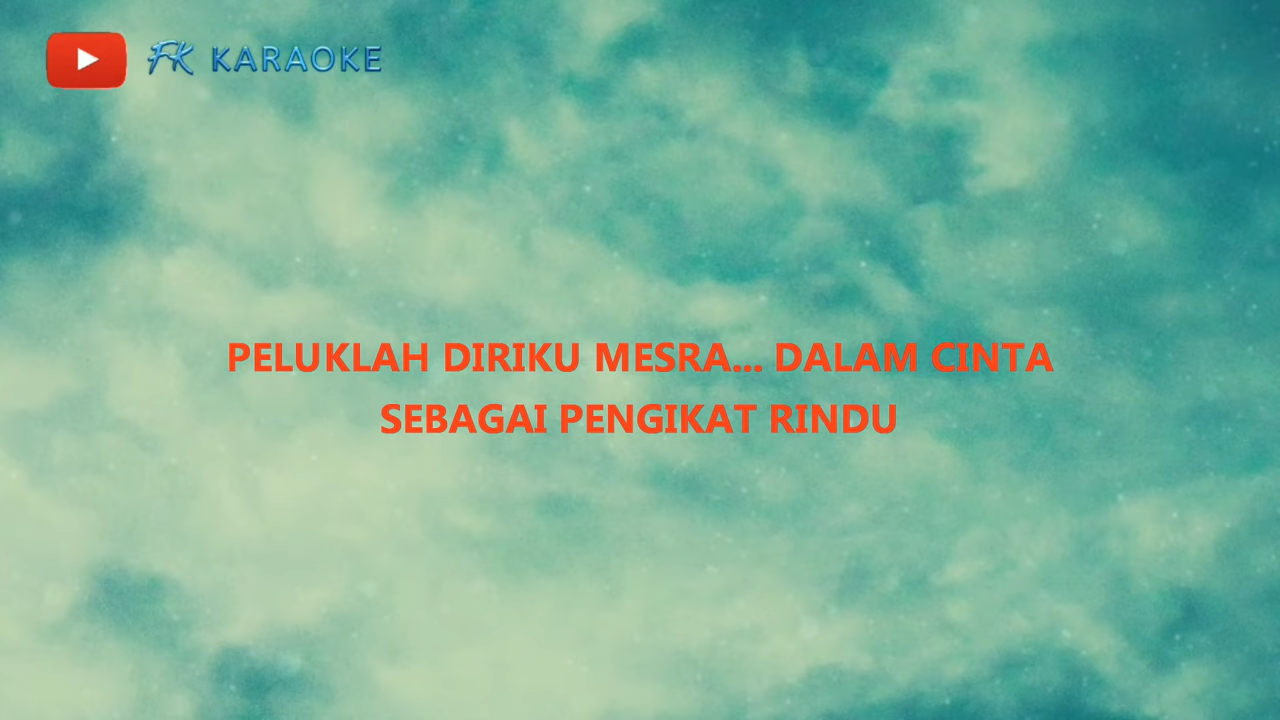 FK KARAOKE
PELUKLAH DIRIKU MESRA... DALAM CINTA
SEBAGAI PENGIKAT RINDU